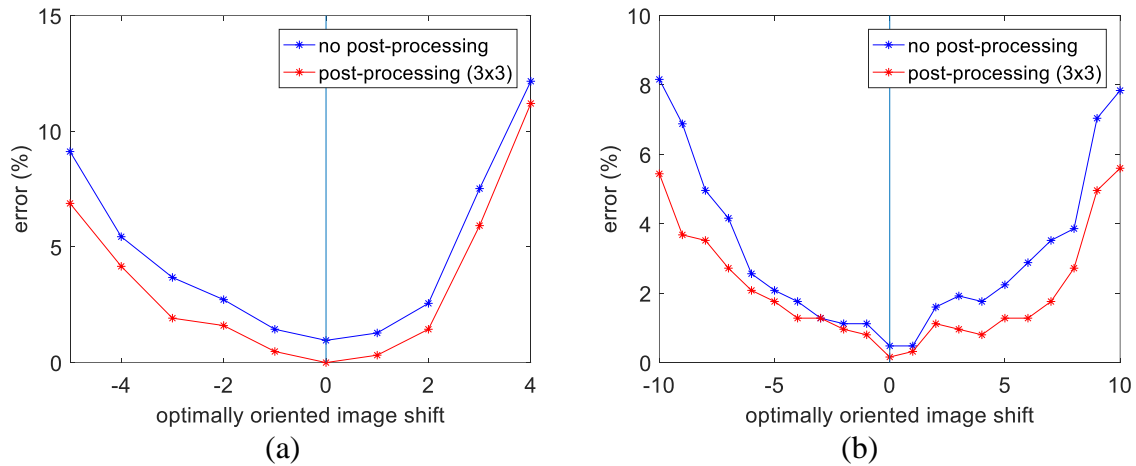 15
10
5
0
error (%)
no post-processing
post-processing (3x3)
-4
-2
0
2
4
optimally oriented image shift
(a)
10
8
6
4
2
0
error (%)
no post-processing
post-processing (3x3)
-10
-5
0
5
10
optimally oriented image shift
(b)